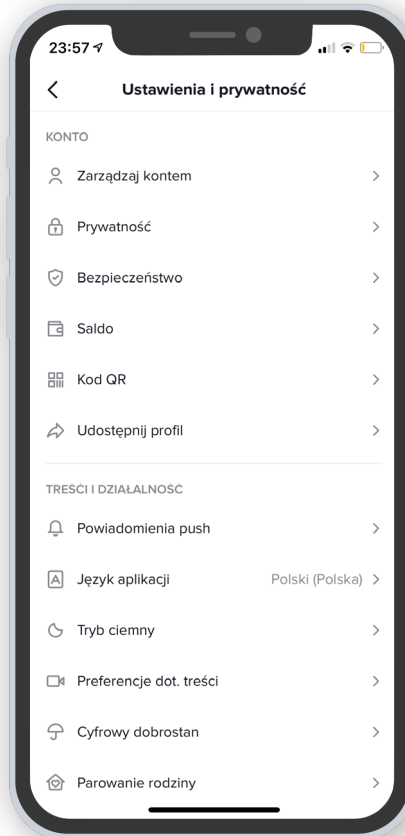 23:57
Ustawienia i prywatność
KONTO
Zarządzaj kontem
Prywatność
Bezpieczeństwo
Saldo
Kod QR
Udostępnij profil
TREŚCI I DZIAŁALNOŚĆ
Powiadomienia push
Język aplikacji Polski (Polska)
Tryb ciemny
Preferencje dot. treści
Cyfrowy dobrostan
Parowanie rodziny